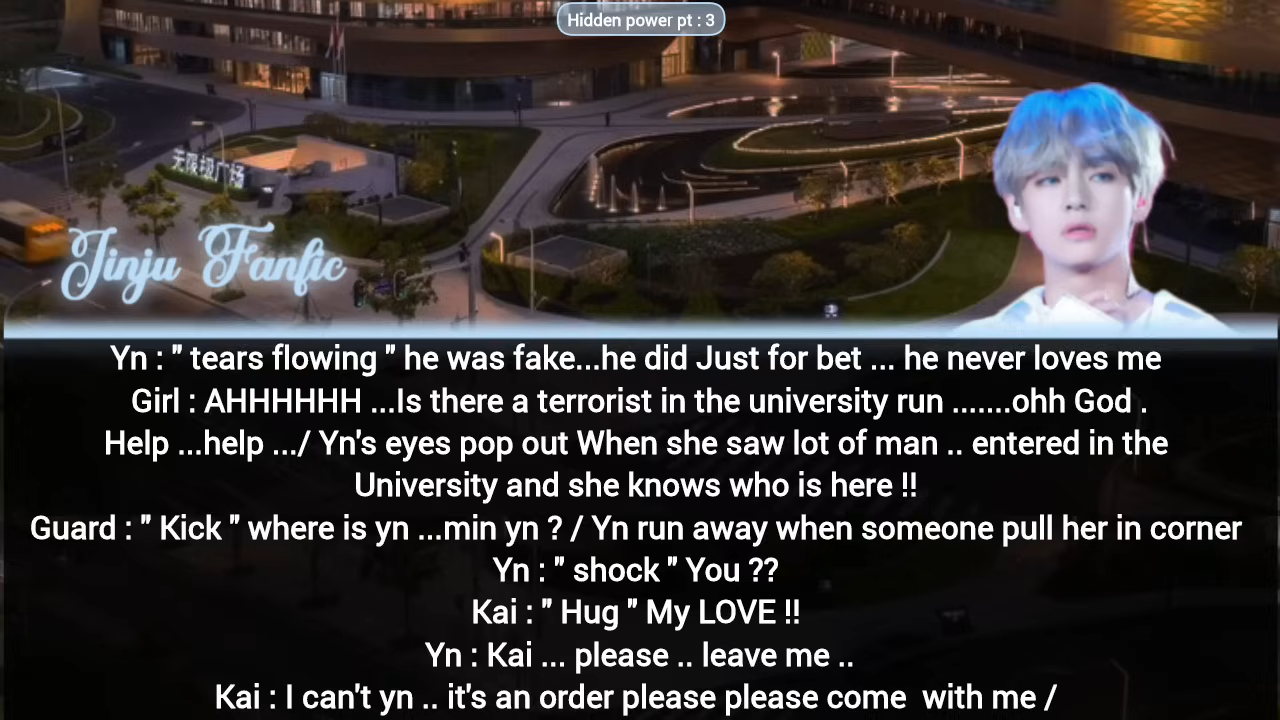 Hidden power pt : 3
Jinju Fanfic
Yn : " tears flowing " he was fake...he did Just for bet ... he never loves me
Girl : AHHHHHH ...Is there a terrorist in the university run .......ohh God .
Help ...help .../ Yn's eyes pop out When she saw lot of man .. entered in the
University and she knows who is here !!
Guard : " Kick " where is yn ...min yn ? / Yn run away when someone pull her in corner
Yn : " shock " You ??
Kai : " Hug " My LOVE !!
Yn : Kai ... please .. leave me ..
Kai : I can't yn .. it's an order please please come  with me /